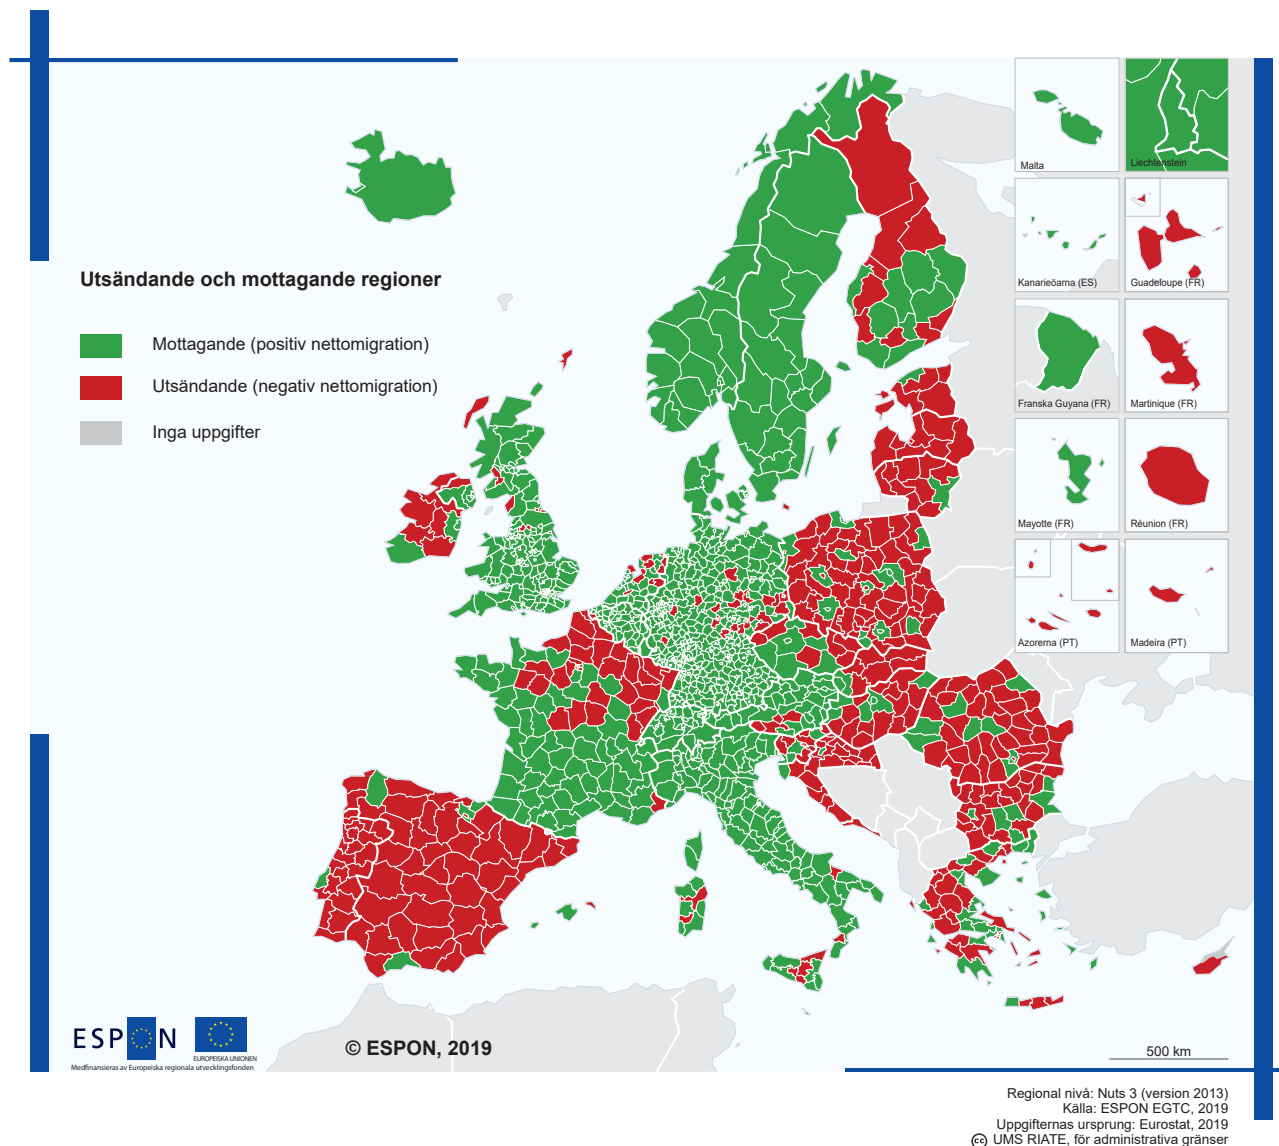 Utsändande och mottagande regioner
Mottagande (positiv nettomigration)
Utsändande (negativ nettomigration)
Inga uppgifter
Malta
Liechtenstein
Kanarieöarna (ES)
Guadeloupe (FR)
Franska Guyana (FR)
Martinique (FR)
Mayotte (FR)
Réunion (FR)
Azorerna (PT)
Madeira (PT)
ESPON
EUROPEISKA UNIONEN
Medfinansieras av Europeiska regionala utvecklingsfonden
© ESPON, 2019
500 km
Regional nivå: Nuts 3 (version 2013)
Källa: ESPON EGTC, 2019
Uppgifternas ursprung: Eurostat, 2019
cc UMS RIATE, för administrativa gränser